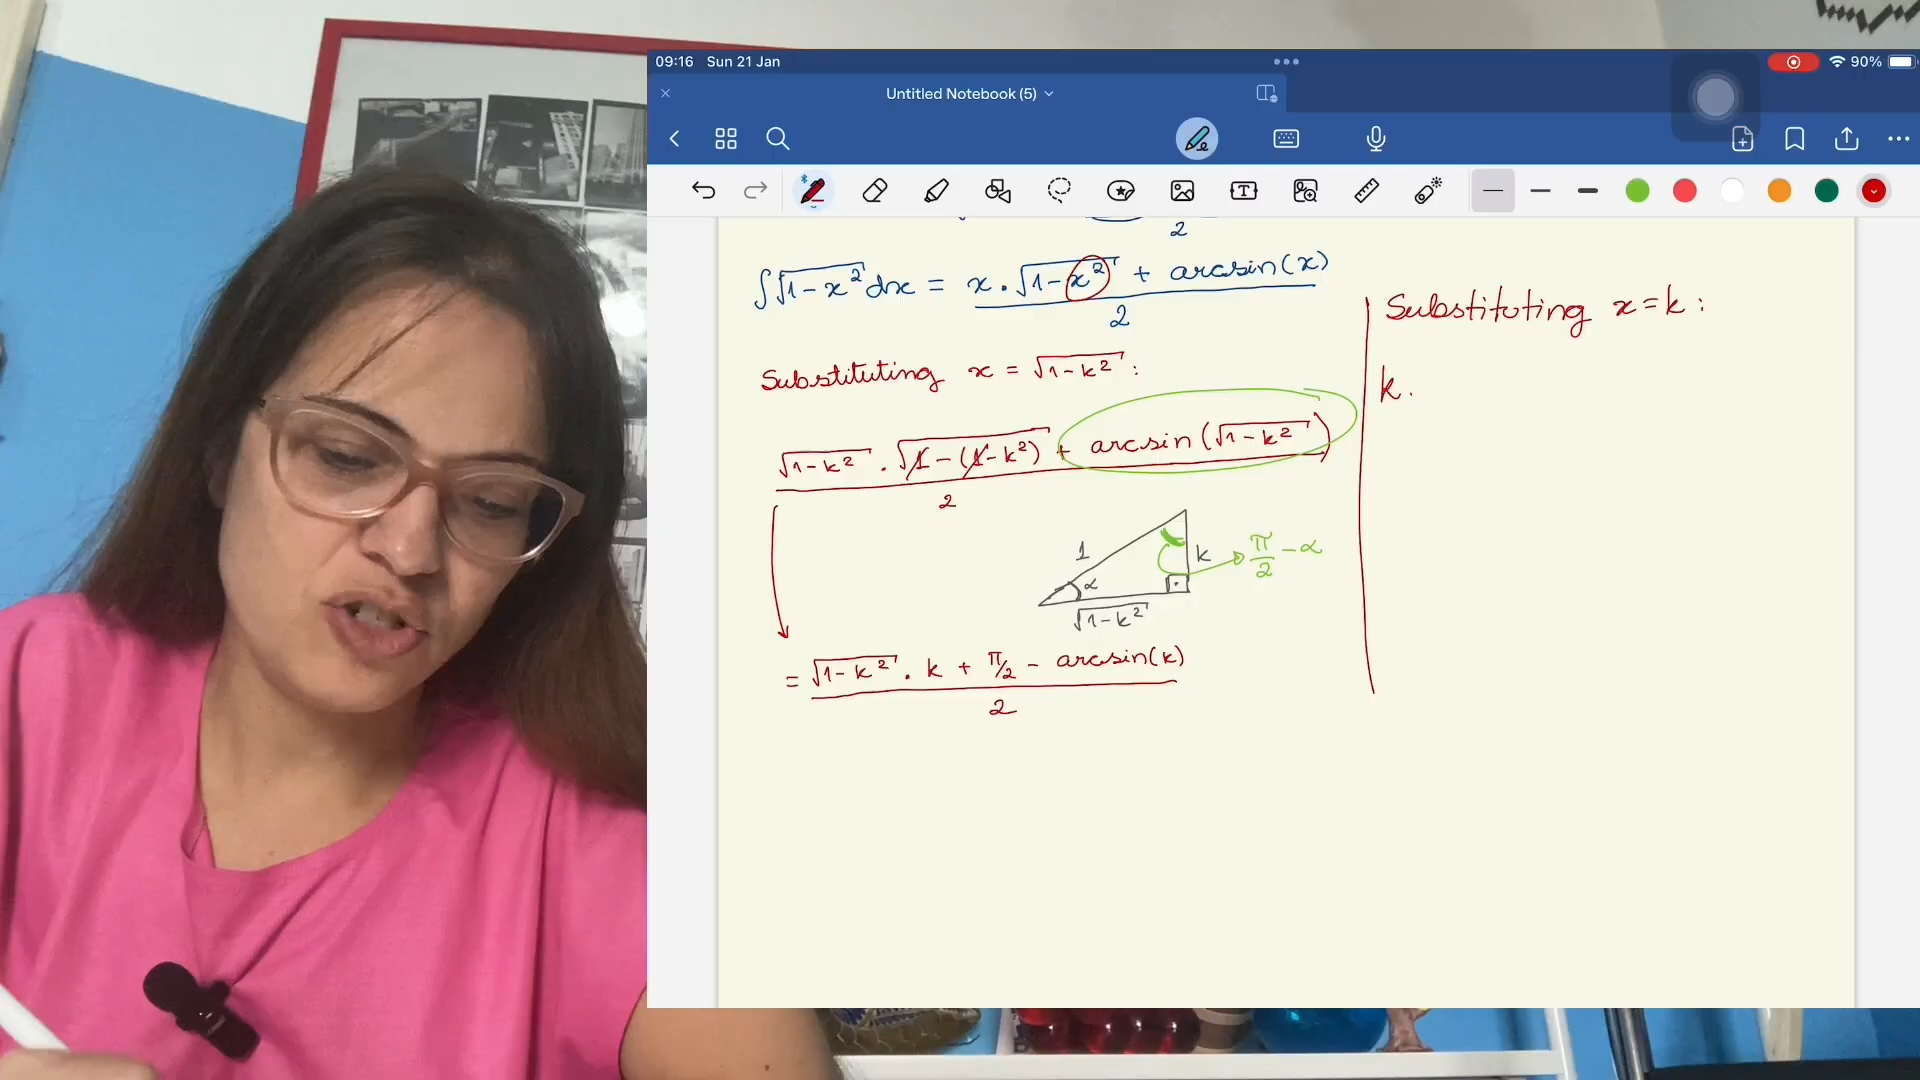 09:16 Sun 21 Jan
90%
Untitled Notebook (5)
2
∫√1-x² dx = x.√1-x² + arcsin(x)
2
Substituting x = √1-k² :
√1-k² . √1-(1-k²) + arcsin(√1-k²)
2
1
α
k
π/2 - α
√1-k²
= √1-k² . k + π/2 - arcsin(k)
2
Substituting x=k :
k .